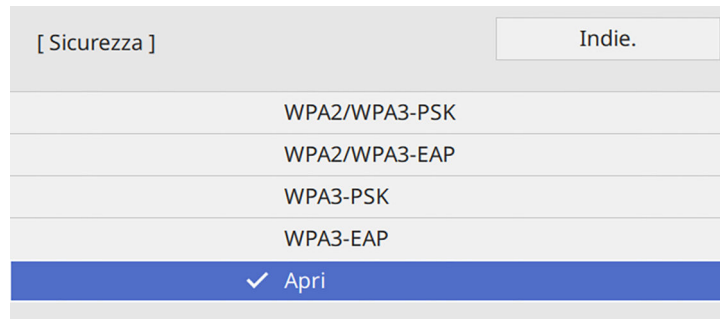 [ Sicurezza ]
Indie.
WPA2/WPA3-PSK
WPA2/WPA3-EAP
WPA3-PSK
WPA3-EAP
Apri